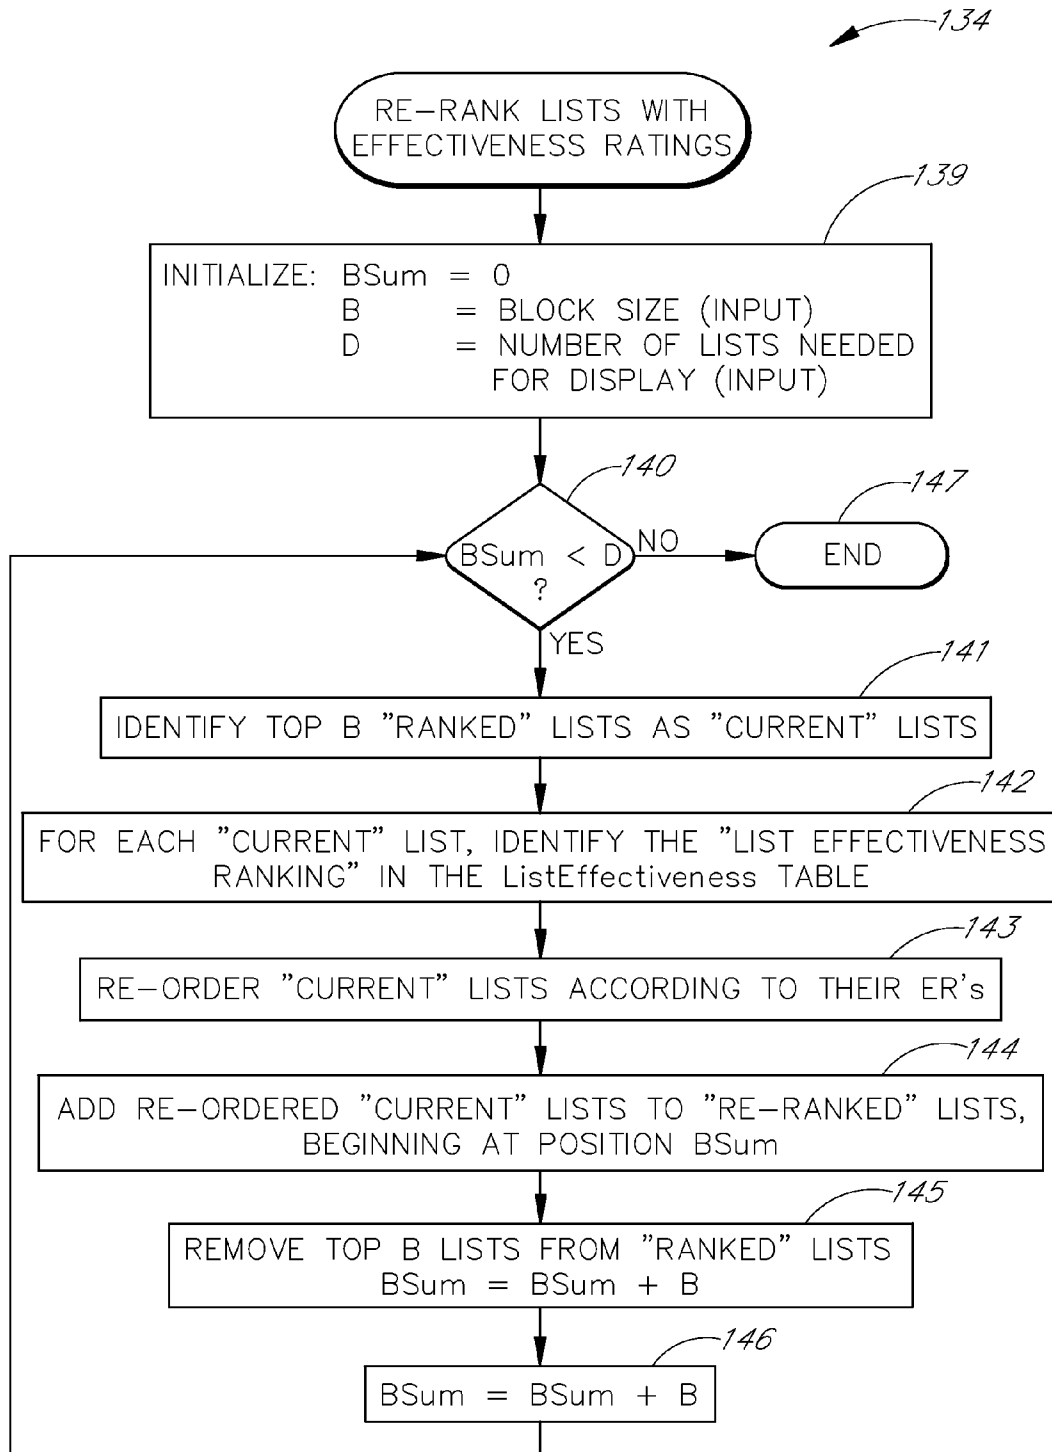 134
RE-RANK LISTS WITH
EFFECTIVENESS RATINGS
139
INITIALIZE: BSum = 0
B = BLOCK SIZE (INPUT)
D = NUMBER OF LISTS NEEDED
FOR DISPLAY (INPUT)
140
BSum < D
?
NO
147
END
YES
141
IDENTIFY TOP B "RANKED" LISTS AS "CURRENT" LISTS
142
FOR EACH "CURRENT" LIST, IDENTIFY THE "LIST EFFECTIVENESS
RANKING" IN THE ListEffectiveness TABLE
143
RE-ORDER "CURRENT" LISTS ACCORDING TO THEIR ER's
144
ADD RE-ORDERED "CURRENT" LISTS TO "RE-RANKED" LISTS,
BEGINNING AT POSITION BSum
145
REMOVE TOP B LISTS FROM "RANKED" LISTS
BSum = BSum + B
146
BSum = BSum + B